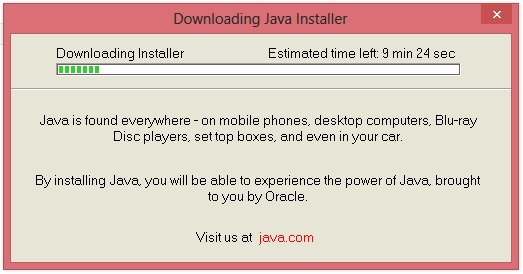 Downloading Java Installer
Downloading Installer Estimated time left: 9 min 24 sec
Java is found everywhere - on mobile phones, desktop computers, Blu-ray
Disc players, set top boxes, and even in your car.
By installing Java, you will be able to experience the power of Java, brought
to you by Oracle.
Visit us at java.com